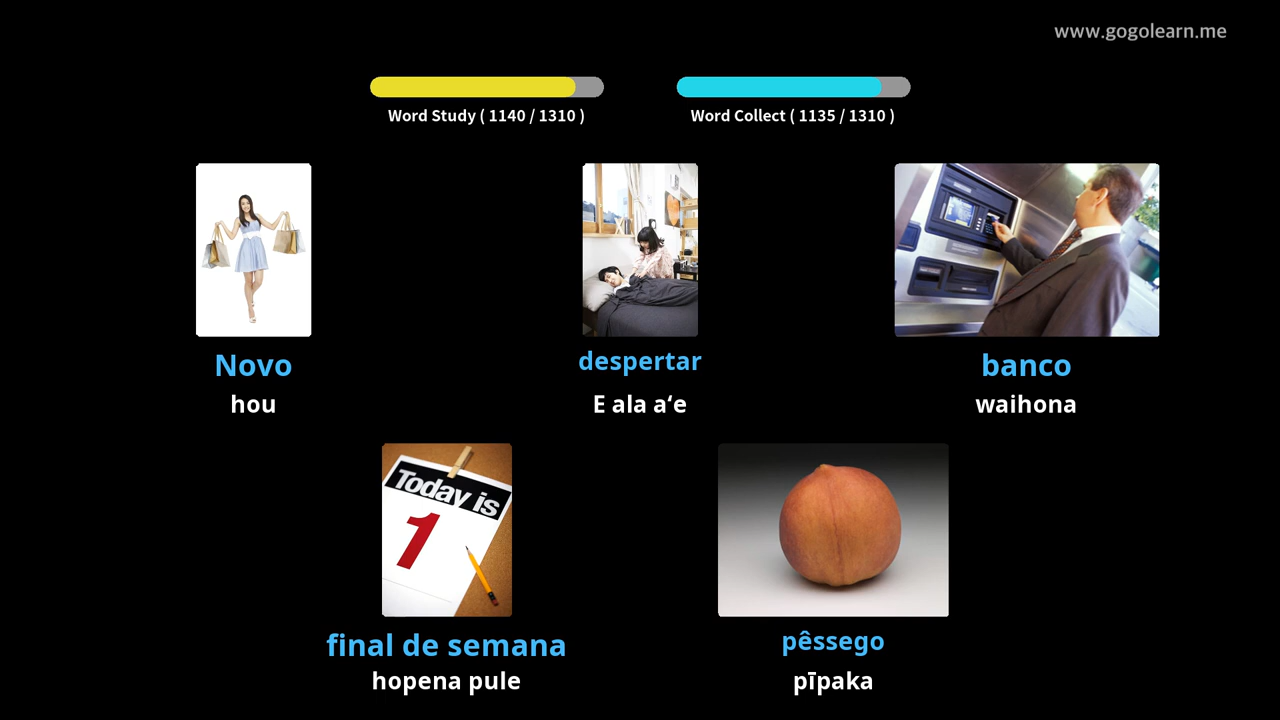 www.gogolearn.me
Word Study ( 1140 / 1310 )
Word Collect ( 1135 / 1310 )
Novo
hou
despertar
E ala aʻe
banco
waihona
Today is
1
final de semana
hopena pule
pêssego
pīpaka